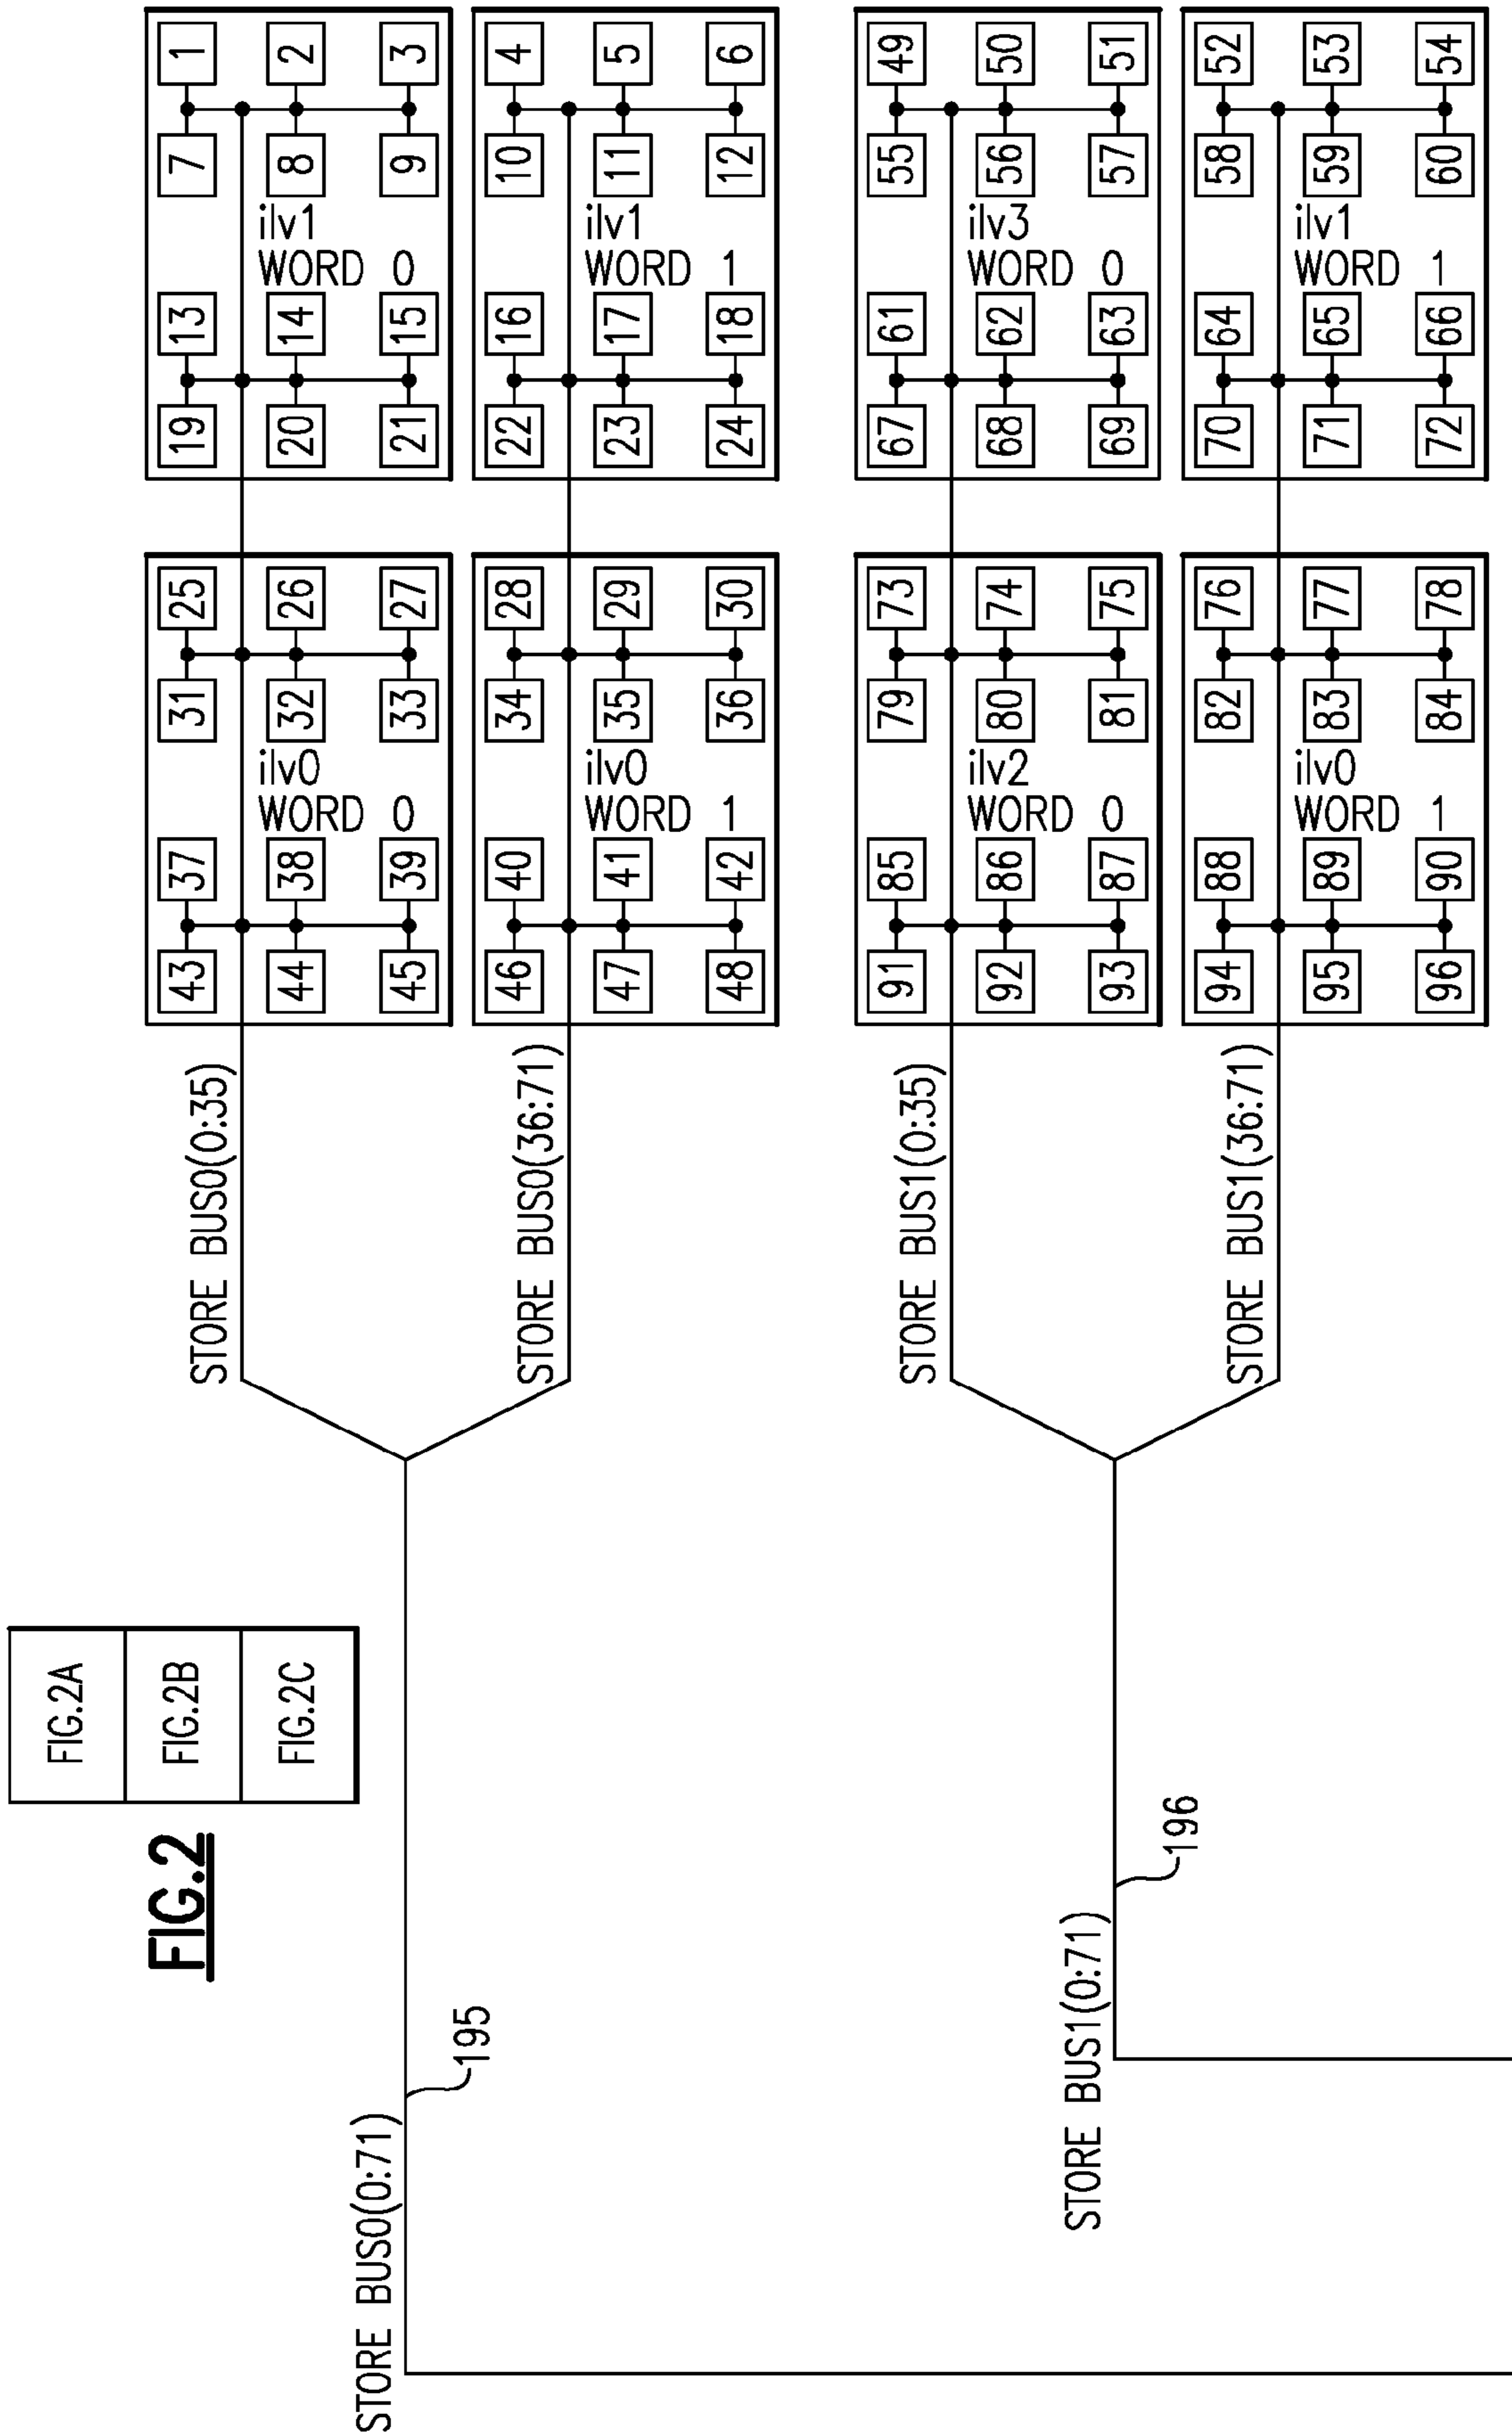 FIG.2
FIG.2A
FIG.2B
FIG.2C
STORE BUS0(0:71)
195
STORE BUS0(0:35)
43 37 31 25 19 13 7 1
44 38 32 26 20 14 8 2
ilv0 ilv1
WORD 0 WORD 0
45 39 33 27 21 15 9 3
STORE BUS0(36:71)
46 40 34 28 22 16 10 4
47 41 35 29 23 17 11 5
ilv0 ilv1
WORD 1 WORD 1
48 42 36 30 24 18 12 6
STORE BUS1(0:71)
196
STORE BUS1(0:35)
91 85 79 73 67 61 55 49
92 86 80 74 68 62 56 50
ilv2 ilv3
WORD 0 WORD 0
93 87 81 75 69 63 57 51
STORE BUS1(36:71)
94 88 82 76 70 64 58 52
95 89 83 77 71 65 59 53
ilv0 ilv1
WORD 1 WORD 1
96 90 84 78 72 66 60 54